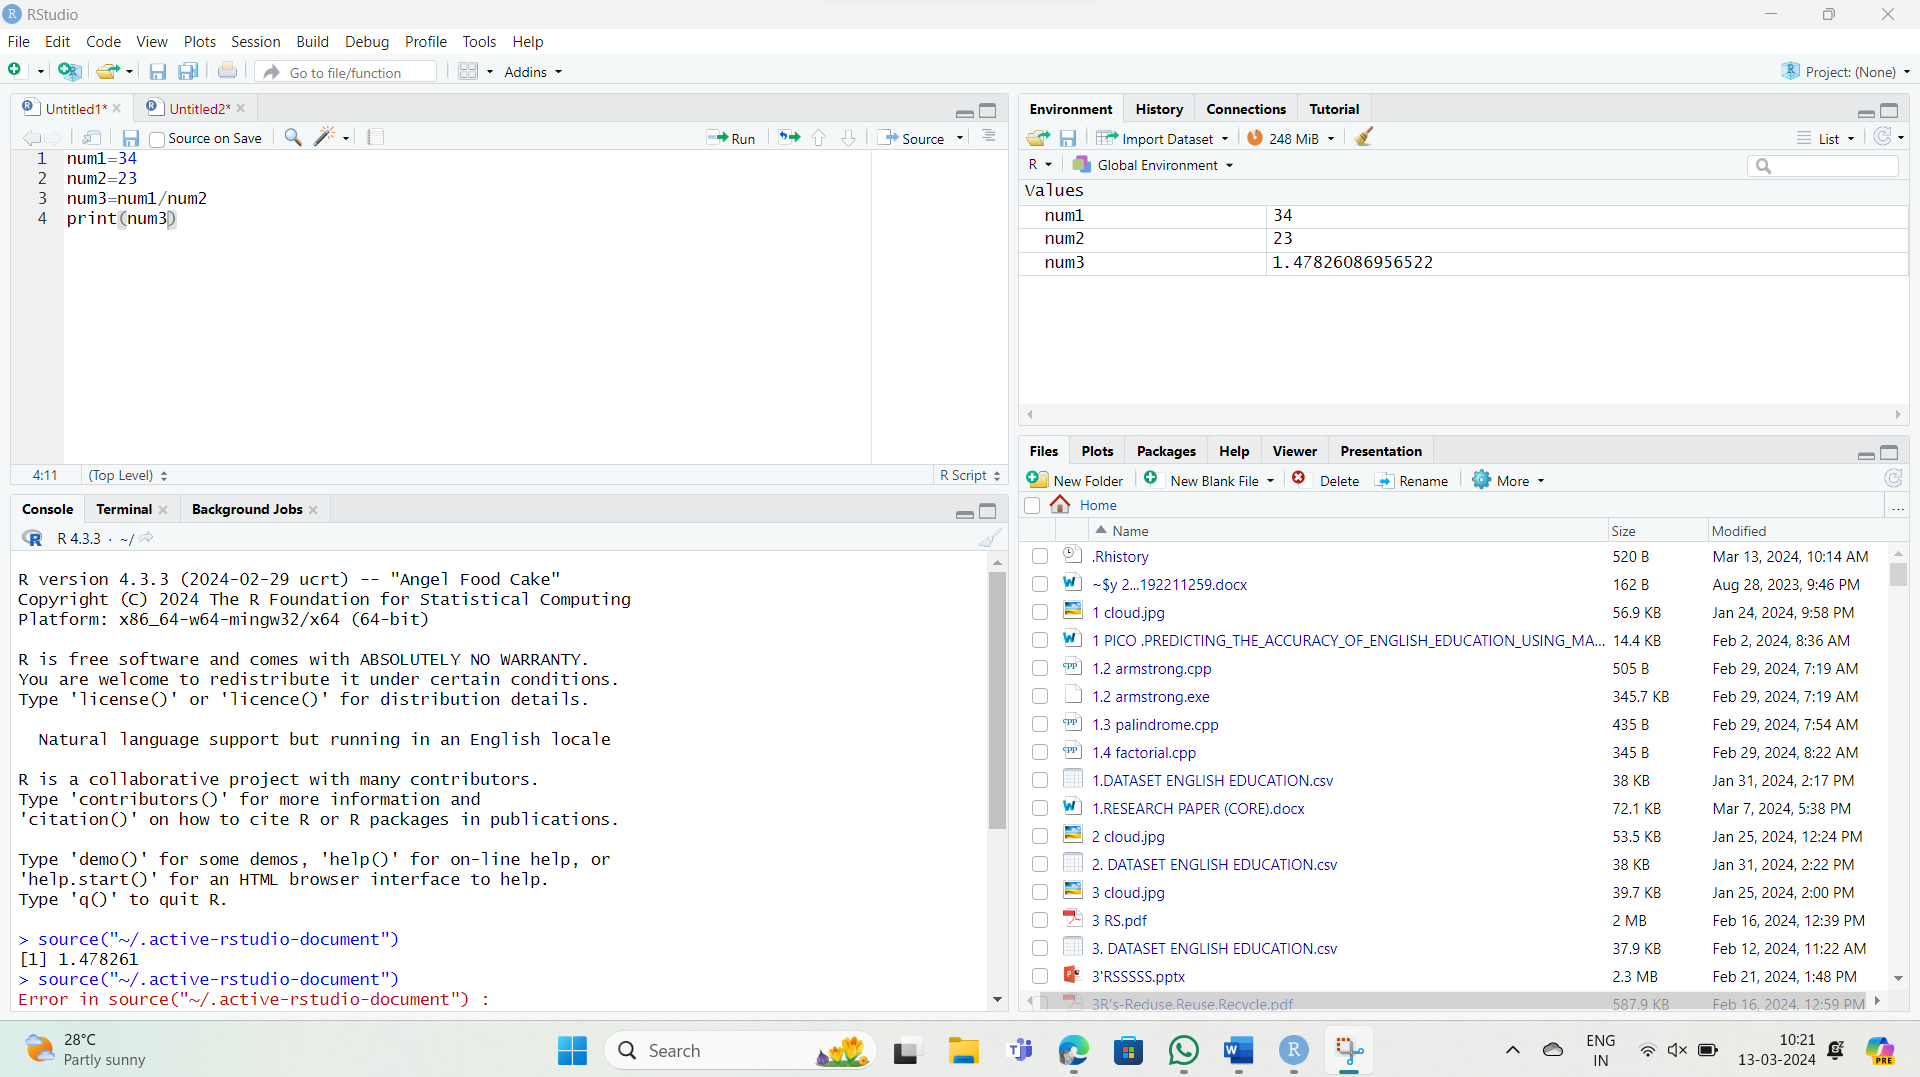 RStudio
File Edit Code View Plots Session Build Debug Profile Tools Help
Go to file/function Addins Project: (None)
Untitled1* Untitled2*
Source on Save Run Source
1 num1=34
2 num2=23
3 num3=num1/num2
4 print(num3)
4:11 (Top Level) R Script
Console Terminal Background Jobs
R 4.3.3 · ~/
R version 4.3.3 (2024-02-29 ucrt) -- "Angel Food Cake"
Copyright (C) 2024 The R Foundation for Statistical Computing
Platform: x86_64-w64-mingw32/x64 (64-bit)
R is free software and comes with ABSOLUTELY NO WARRANTY.
You are welcome to redistribute it under certain conditions.
Type 'license()' or 'licence()' for distribution details.
Natural language support but running in an English locale
R is a collaborative project with many contributors.
Type 'contributors()' for more information and
'citation()' on how to cite R or R packages in publications.
Type 'demo()' for some demos, 'help()' for on-line help, or
'help.start()' for an HTML browser interface to help.
Type 'q()' to quit R.
> source("~/.active-rstudio-document")
[1] 1.478261
> source("~/.active-rstudio-document")
Error in source("~/.active-rstudio-document") :
Environment History Connections Tutorial
Import Dataset 248 MiB List
R Global Environment
Values
num1 34
num2 23
num3 1.47826086956522
Files Plots Packages Help Viewer Presentation
New Folder New Blank File Delete Rename More
Home ...
Name Size Modified
.Rhistory 520 B Mar 13, 2024, 10:14 AM
~$y 2...192211259.docx 162 B Aug 28, 2023, 9:46 PM
1 cloud.jpg 56.9 KB Jan 24, 2024, 9:58 PM
1 PICO .PREDICTING_THE_ACCURACY_OF_ENGLISH_EDUCATION_USING_MA... 14.4 KB Feb 2, 2024, 8:36 AM
1.2 armstrong.cpp 505 B Feb 29, 2024, 7:19 AM
1.2 armstrong.exe 345.7 KB Feb 29, 2024, 7:19 AM
1.3 palindrome.cpp 435 B Feb 29, 2024, 7:54 AM
1.4 factorial.cpp 345 B Feb 29, 2024, 8:22 AM
1.DATASET ENGLISH EDUCATION.csv 38 KB Jan 31, 2024, 2:17 PM
1.RESEARCH PAPER (CORE).docx 72.1 KB Mar 7, 2024, 5:38 PM
2 cloud.jpg 53.5 KB Jan 25, 2024, 12:24 PM
2. DATASET ENGLISH EDUCATION.csv 38 KB Jan 31, 2024, 2:22 PM
3 cloud.jpg 39.7 KB Jan 25, 2024, 2:00 PM
3 RS.pdf 2 MB Feb 16, 2024, 12:39 PM
3. DATASET ENGLISH EDUCATION.csv 37.9 KB Feb 12, 2024, 11:22 AM
3'RSSSSS.pptx 2.3 MB Feb 21, 2024, 1:48 PM
3R's-Reduse,Reuse,Recycle.pdf 587.9 KB Feb 16, 2024, 12:59 PM
28°C
Partly sunny
Search
ENG
IN
10:21
13-03-2024
PRE